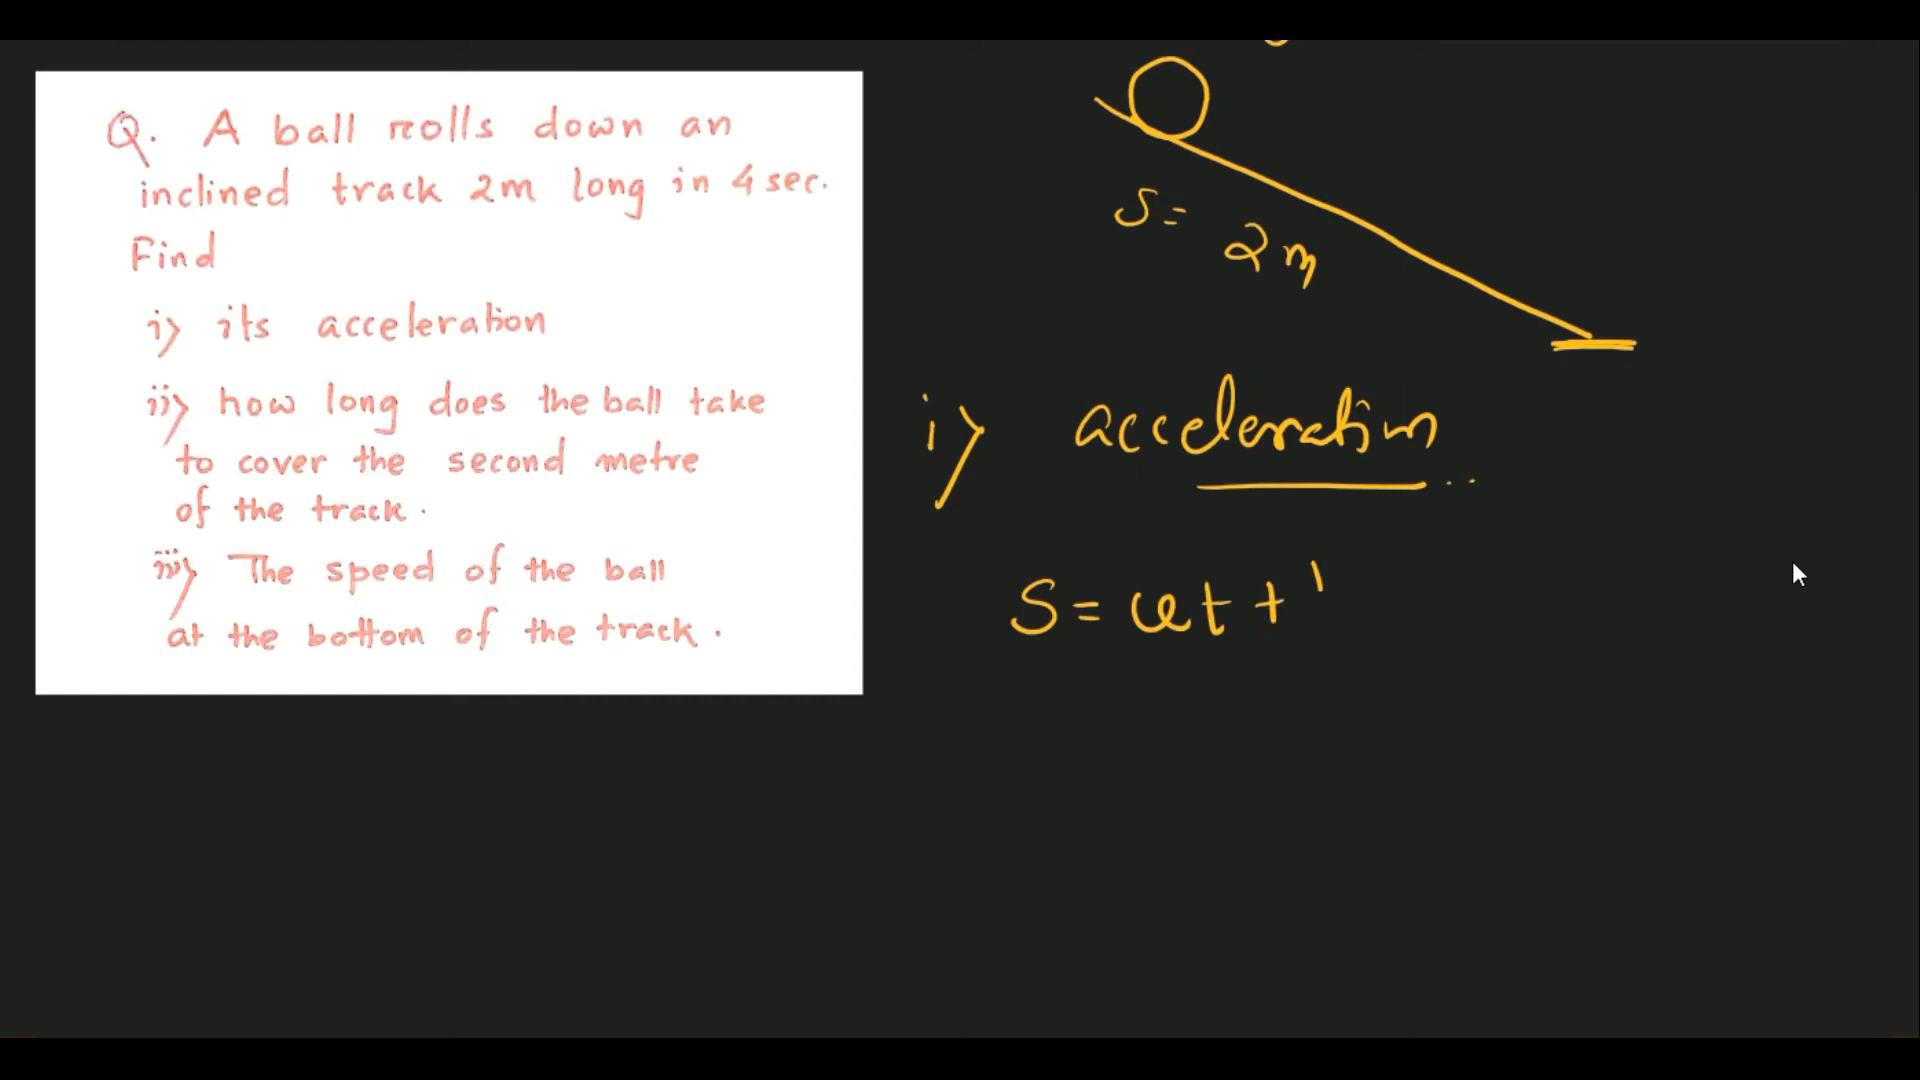 Q. A ball rolls down an
inclined track 2m long in 4 sec.
Find
i> its acceleration
ii> how long does the ball take
to cover the second metre
of the track.
iii> The speed of the ball
at the bottom of the track.
S =
2 m
i> acceleration
S = ut + 1